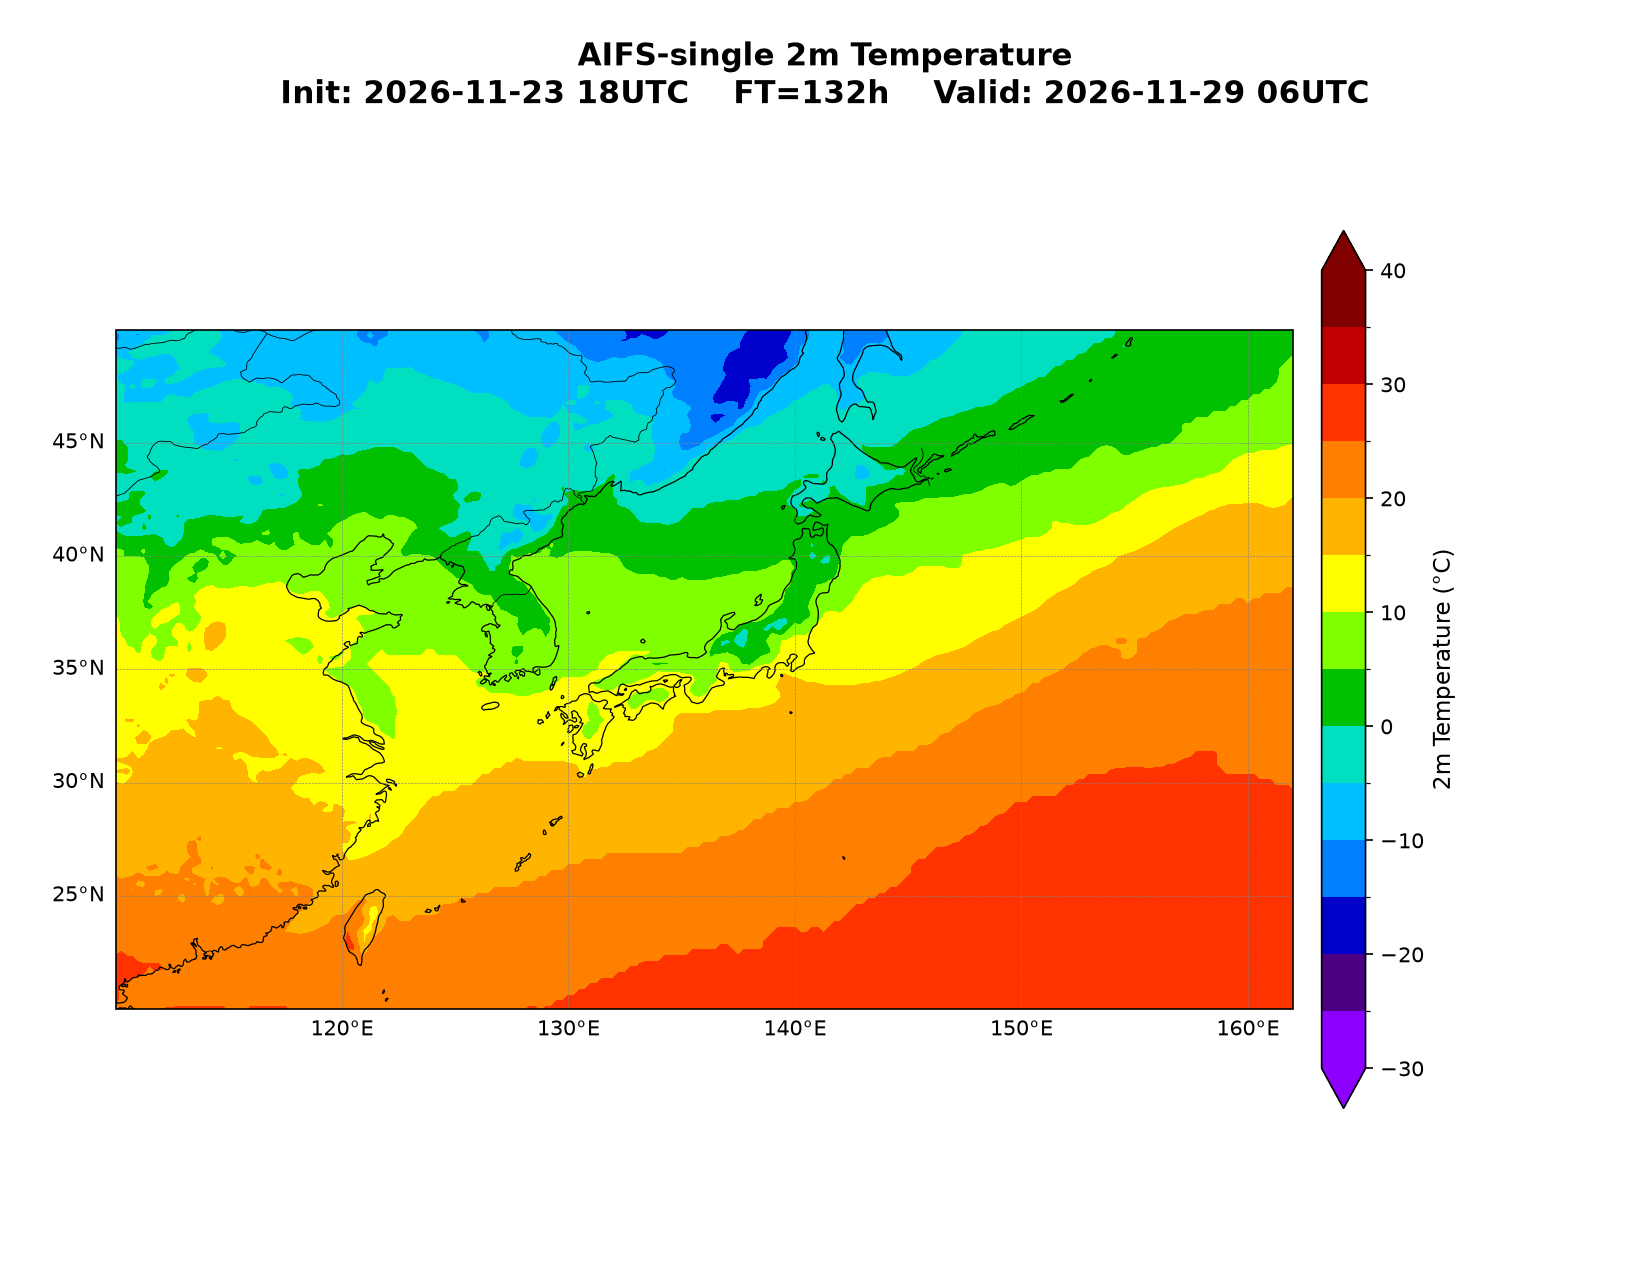 AIFS-single 2m Temperature
Init: 2026-11-23 18UTC    FT=132h    Valid: 2026-11-29 06UTC
45°N
40°N
35°N
30°N
25°N
120°E
130°E
140°E
150°E
160°E
40
30
20
10
0
−10
−20
−30
2m Temperature (°C)